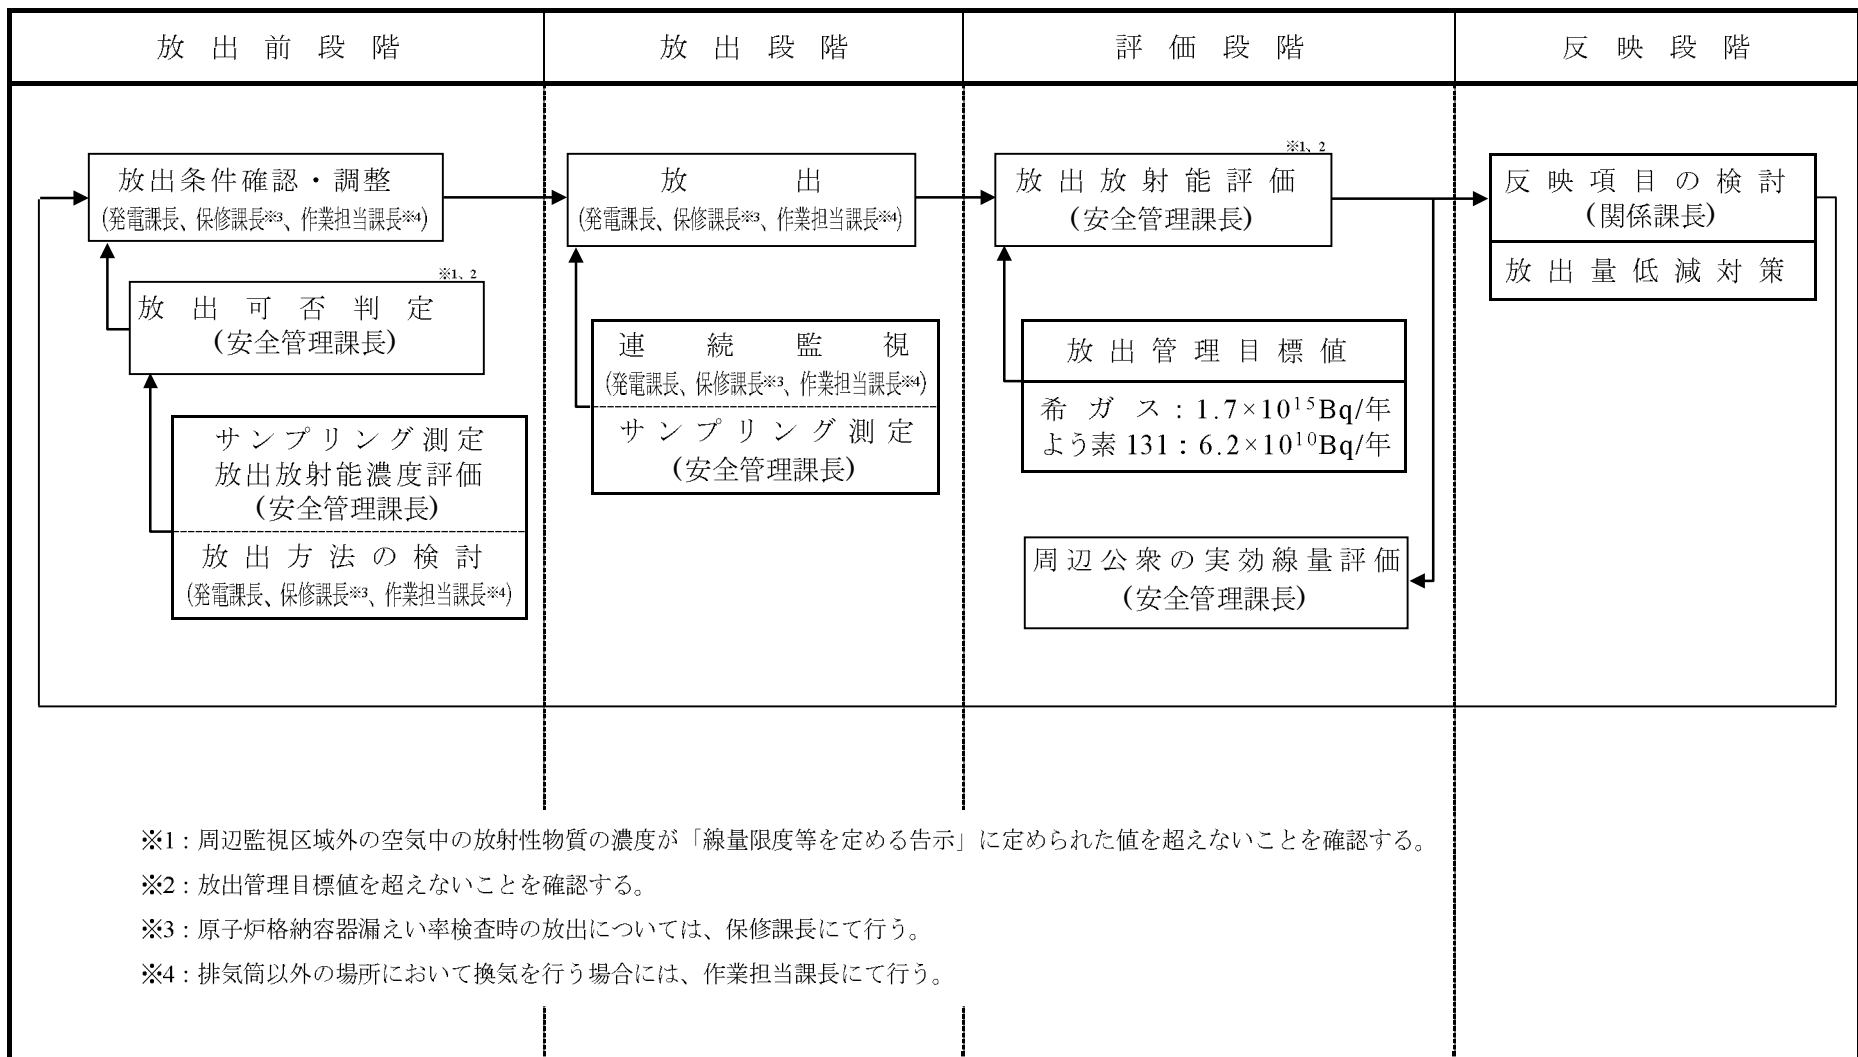 放出前段階
放出段階
評価段階
反映段階
放出条件確認・調整
(発電課長、保修課長※3、作業担当課長※4)
※1、2
放出可否判定
(安全管理課長)
サンプリング測定
放出放射能濃度評価
(安全管理課長)
放出方法の検討
(発電課長、保修課長※3、作業担当課長※4)
放出
(発電課長、保修課長※3、作業担当課長※4)
連続監視
(発電課長、保修課長※3、作業担当課長※4)
サンプリング測定
(安全管理課長)
※1、2
放出放射能評価
(安全管理課長)
放出管理目標値
希ガス：1.7×10¹⁵Bq/年
よう素131：6.2×10¹⁰Bq/年
周辺公衆の実効線量評価
(安全管理課長)
反映項目の検討
(関係課長)
放出量低減対策
※1：周辺監視区域外の空気中の放射性物質の濃度が「線量限度等を定める告示」に定められた値を超えないことを確認する。
※2：放出管理目標値を超えないことを確認する。
※3：原子炉格納容器漏えい率検査時の放出については、保修課長にて行う。
※4：排気筒以外の場所において換気を行う場合には、作業担当課長にて行う。